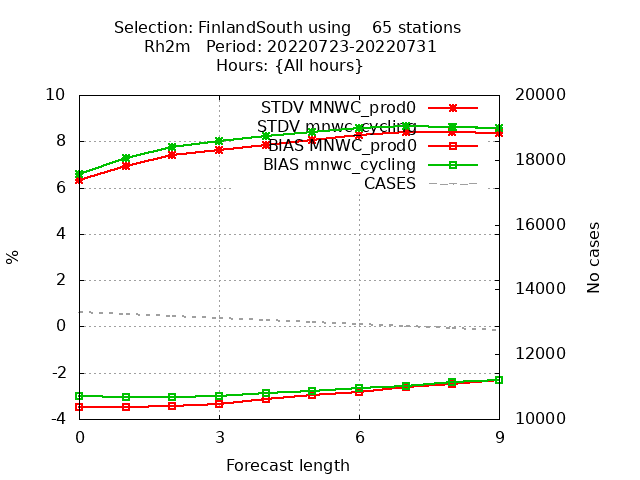 Selection: FinlandSouth using    65 stations
Rh2m   Period: 20220723-20220731
Hours: {All hours}
STDV MNWC_prod0
STDV mnwc_cycling
BIAS MNWC_prod0
BIAS mnwc_cycling
CASES
10
8
6
4
2
0
-2
-4
%
20000
18000
16000
14000
12000
10000
No cases
0 3 6 9
Forecast length